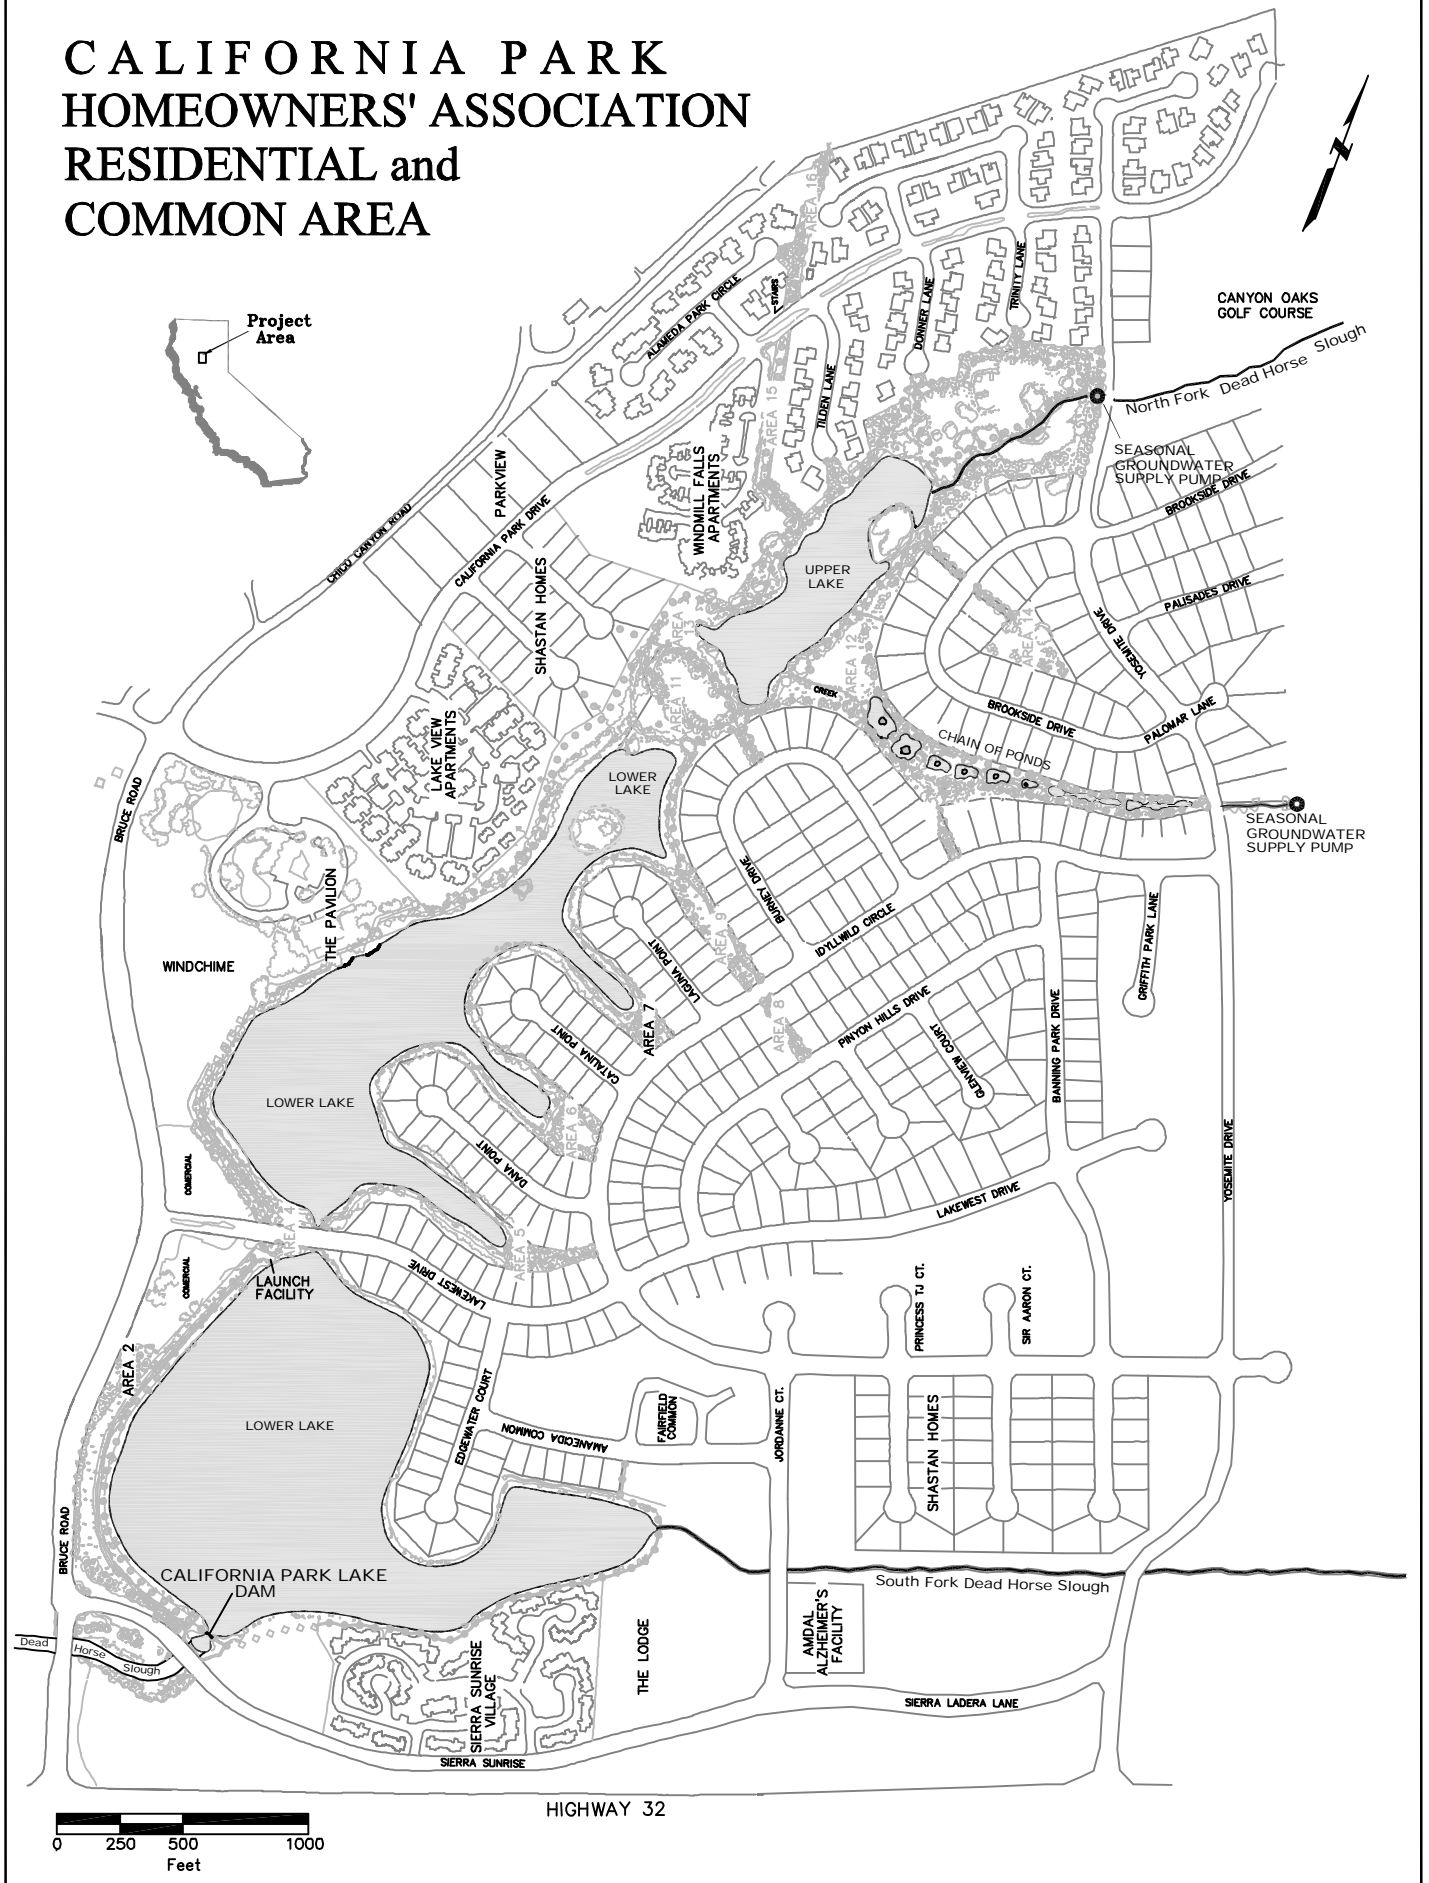 CALIFORNIA PARK
HOMEOWNERS' ASSOCIATION
RESIDENTIAL and
COMMON AREA
Project
Area
N
AREA 16
STAIRS
ALAMEDA PARK CIRCLE
TRINITY LANE
DONNER LANE
TILDEN LANE
CANYON OAKS
GOLF COURSE
North Fork Dead Horse Slough
SEASONAL
GROUNDWATER
SUPPLY PUMP
AREA 15
WINDMILL FALLS
APARTMENTS
PARKVIEW
CHICO CANYON ROAD
CALIFORNIA PARK DRIVE
SHASTAN HOMES
UPPER
LAKE
BROOKSIDE DRIVE
PALISADES DRIVE
YOSEMITE DRIVE
AREA 14
AREA 13
AREA 12
AREA 11
CREEK
BROOKSIDE DRIVE
PALOMAR LANE
CHAIN OF PONDS
LAKE VIEW
APARTMENTS
LOWER
LAKE
BRUCE ROAD
SEASONAL
GROUNDWATER
SUPPLY PUMP
THE PAVILION
WINDCHIME
BURNEY DRIVE
IDYLLWILD CIRCLE
AREA 9
LAGUNA POINT
AREA 7
AREA 8
PINYON HILLS DRIVE
GLENVIEW COURT
GRIFFITH PARK LANE
BANNING PARK DRIVE
CATALINA POINT
LOWER LAKE
AREA 6
DANA POINT
COMERCIAL
YOSEMITE DRIVE
LAKEWEST DRIVE
AREA 4
AREA 5
COMERCIAL
LAUNCH
FACILITY
LAKEWEST DRIVE
PRINCESS TJ CT.
SIR AARON CT.
AREA 2
LOWER LAKE
EDGEWATER COURT
AMANECIDA COMMON
FAIRFIELD
COMMON
JORDANNE CT.
SHASTAN HOMES
BRUCE ROAD
CALIFORNIA PARK LAKE
DAM
South Fork Dead Horse Slough
AMDAL
ALZHEIMER'S
FACILITY
Dead Horse Slough
SIERRA SUNRISE
VILLAGE
THE LODGE
SIERRA LADERA LANE
SIERRA SUNRISE
HIGHWAY 32
0 250 500 1000
Feet